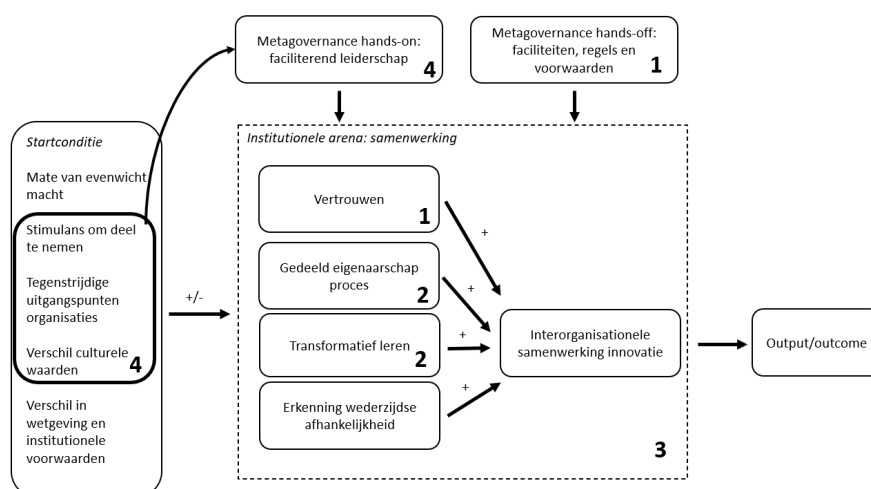 Metagovernance hands-on:
faciliterend leiderschap
4
Metagovernance hands-off:
faciliteiten, regels en
voorwaarden
1
Startconditie
Mate van evenwicht
macht
Stimulans om deel
te nemen
Tegenstrijdige
uitgangspunten
organisaties
Verschil culturele
waarden
4
Verschil in
wetgeving en
institutionele
voorwaarden
+/-
Institutionele arena: samenwerking
Vertrouwen
1
Gedeeld eigenaarschap
proces
2
Transformatief leren
2
Erkenning wederzijdse
afhankelijkheid
+
+
+
+
Interorganisationele
samenwerking innovatie
3
Output/outcome